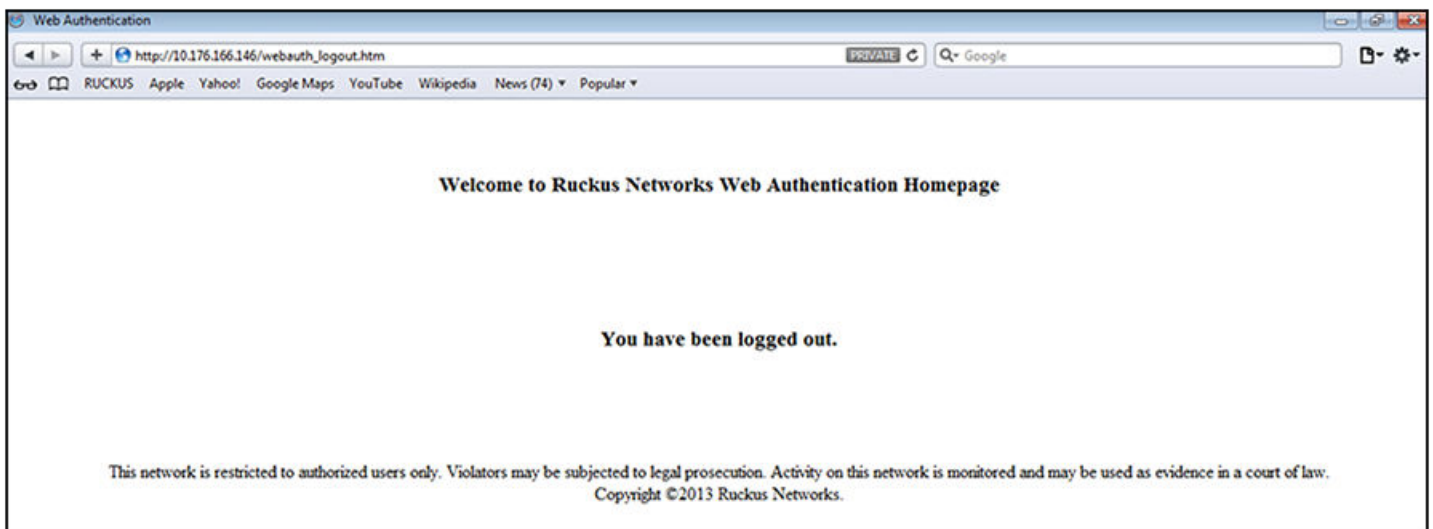 Web Authentication
http://10.176.166.146/webauth_logout.htm PRIVATE Google
RUCKUS Apple Yahoo! Google Maps YouTube Wikipedia News (74) ▾ Popular ▾
Welcome to Ruckus Networks Web Authentication Homepage
You have been logged out.
This network is restricted to authorized users only. Violators may be subjected to legal prosecution. Activity on this network is monitored and may be used as evidence in a court of law.
Copyright ©2013 Ruckus Networks.